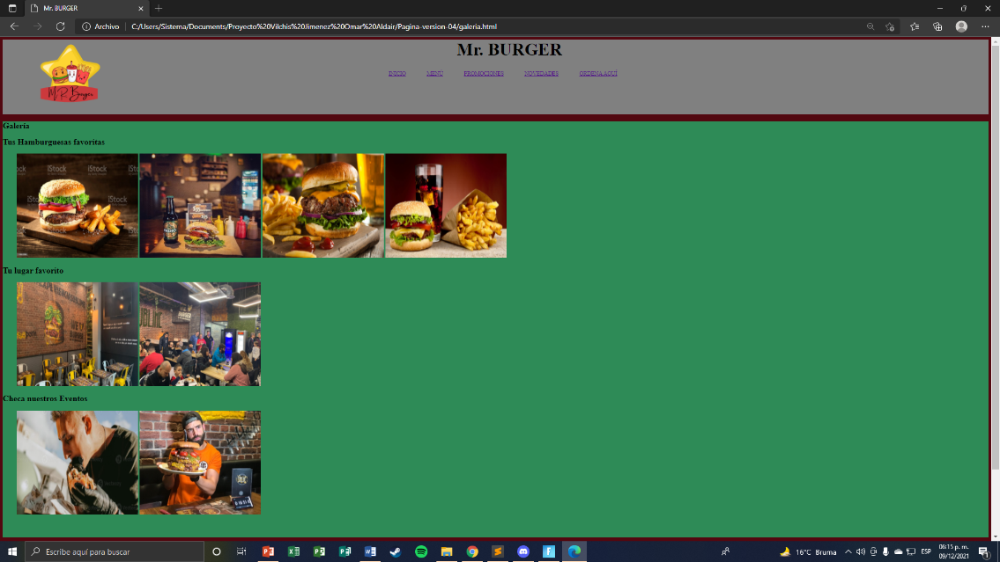 Mr. BURGER
Archivo
C:/Users/Sistema/Documents/Proyecto%20Vilchis%20Jimenez%20Omar%20Aldair/Pagina-version-04/galeria.html
Mr. BURGER
INICIO MENÚ PROMOCIONES NOVEDADES ORDENA AQUÍ
M R Burger
Galería
Tus Hamburguesas favoritas
iStock iStock
iStock
Tu lugar favorito
Checa nuestros Eventos
Escribe aquí para buscar
16°C Bruma
ESP
06:15 p. m.
09/12/2021
1